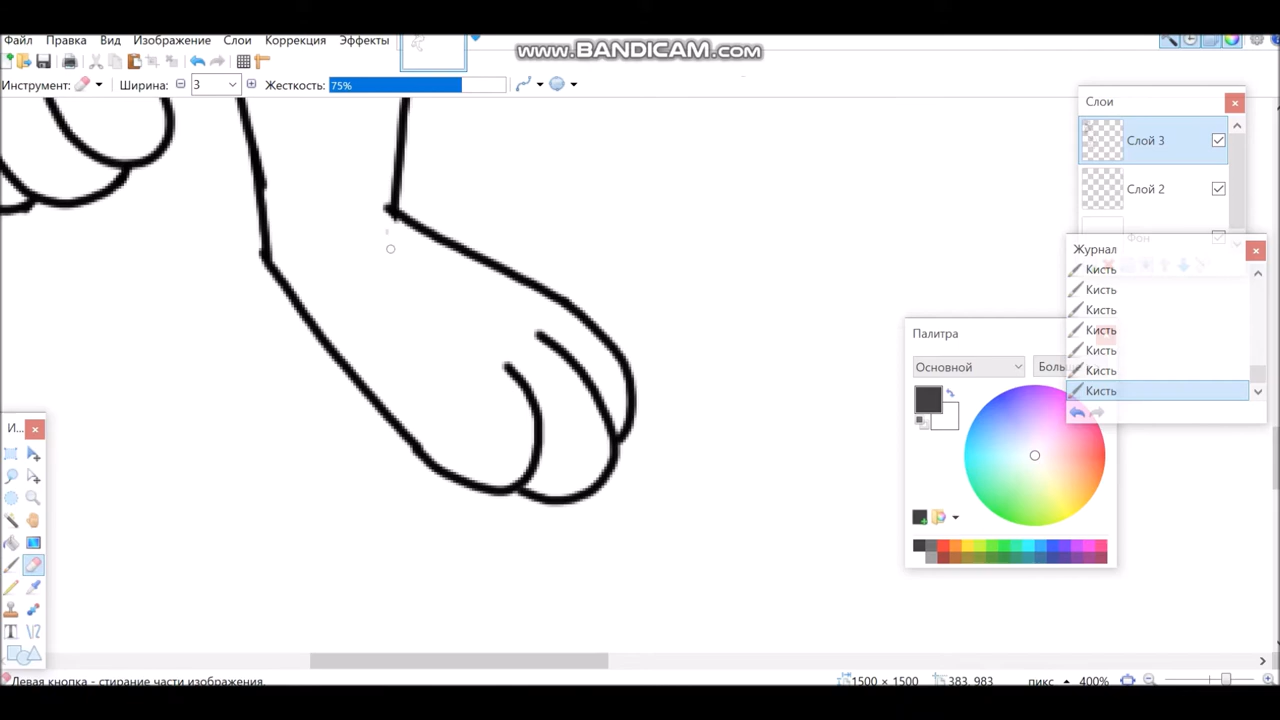 Файл Правка Вид Изображение Слои Коррекция Эффекты
www.BANDICAM.com
Инструмент: Ширина: 3 Жесткость: 75%
Слои
Слой 3
Слой 2
Фон
Журнал
Кисть
Кисть
Кисть
Кисть
Кисть
Кисть
Кисть
Палитра
Основной
Боль
И...
T
Левая кнопка - стирание части изображения.
1500 × 1500
383, 983
пикс
400%